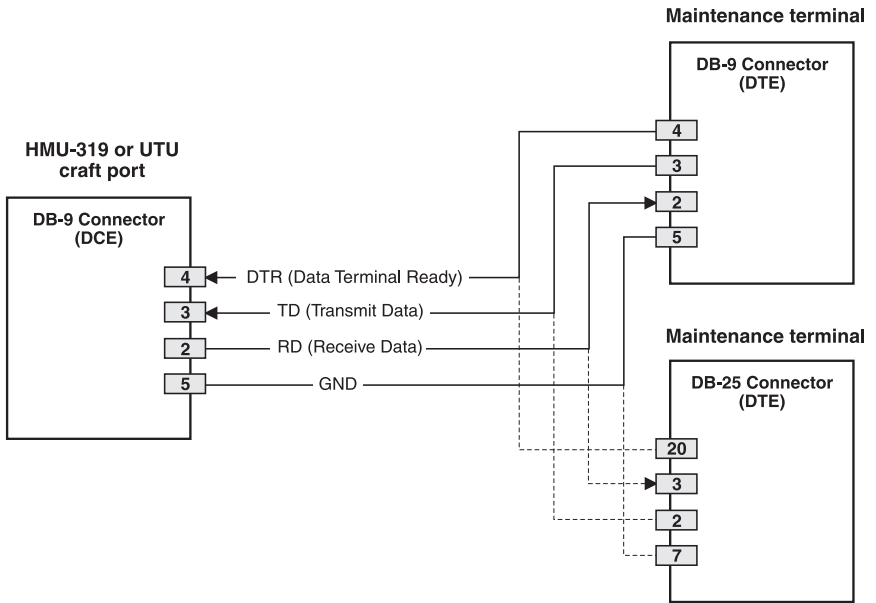 Maintenance terminal
DB-9 Connector
(DTE)
4
3
2
5
HMU-319 or UTU
craft port
DB-9 Connector
(DCE)
4
DTR (Data Terminal Ready)
3
TD (Transmit Data)
2
RD (Receive Data)
5
GND
Maintenance terminal
DB-25 Connector
(DTE)
20
3
2
7